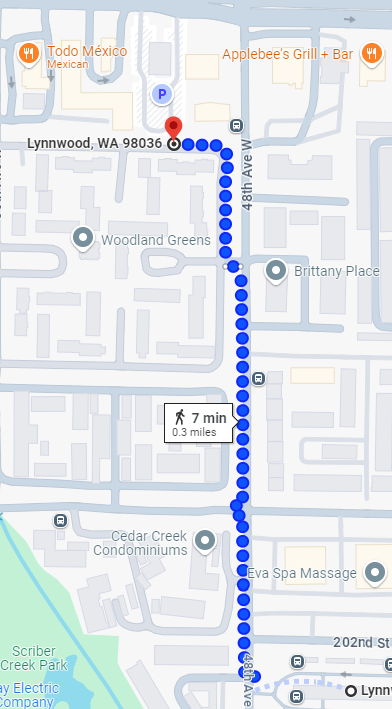 Todo México
Mexican
Applebee's Grill + Bar
P
Lynnwood, WA 98036
48th Ave W
Woodland Greens
Brittany Place
7 min
0.3 miles
Cedar Creek
Condominiums
Eva Spa Massage
202nd St
Scriber
Creek Park
48th Ave
Lynn
ay Electric
Company